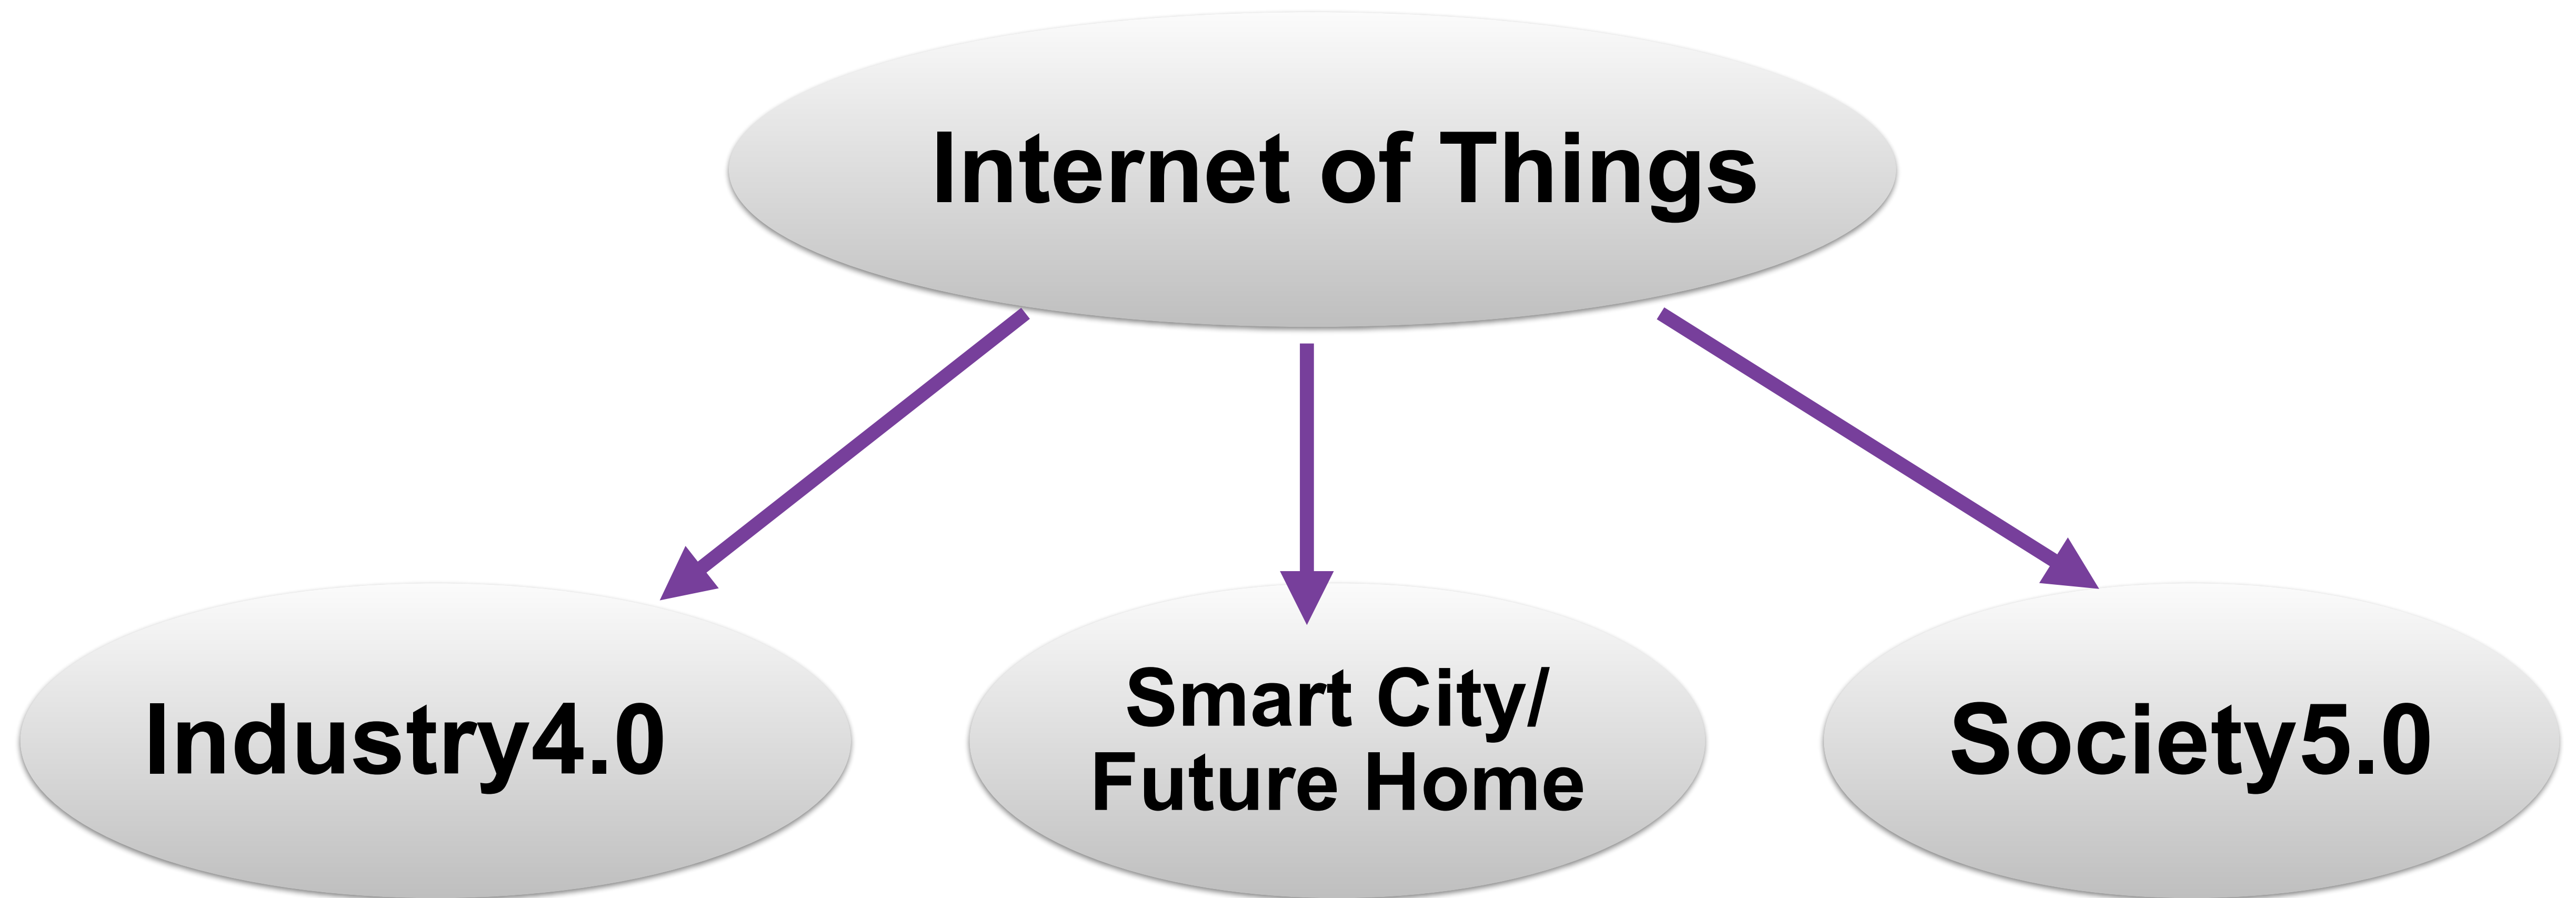 Internet of Things
Industry4.0
Smart City/
Future Home
Society5.0